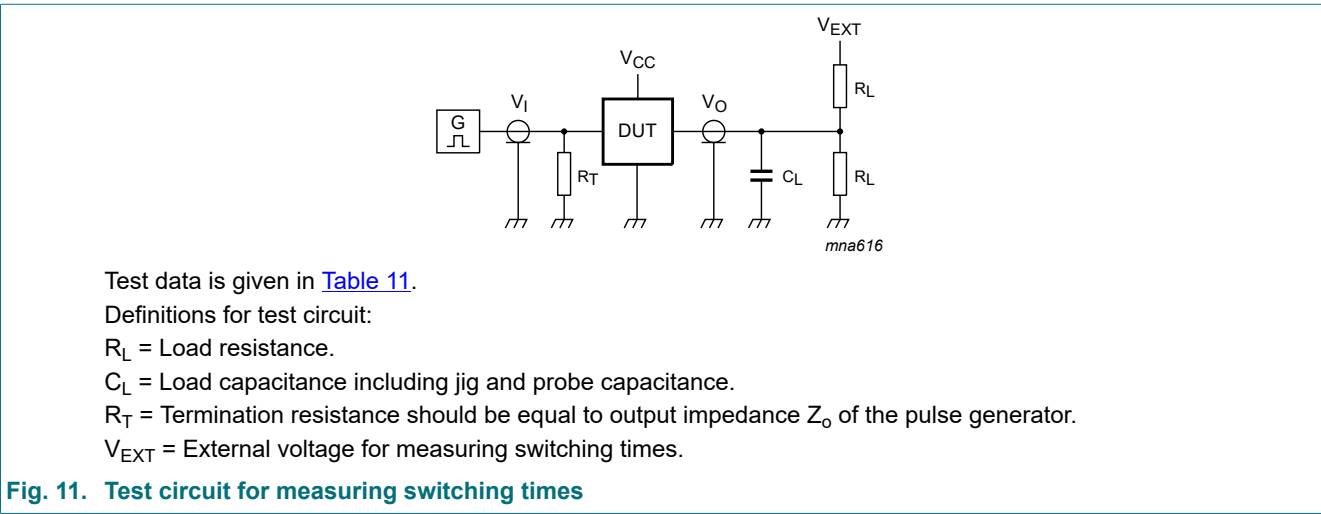 VEXT
VCC
RL
VI
VO
G
DUT
RT
CL
RL
mna616
Test data is given in Table 11.
Definitions for test circuit:
RL = Load resistance.
CL = Load capacitance including jig and probe capacitance.
RT = Termination resistance should be equal to output impedance Zo of the pulse generator.
VEXT = External voltage for measuring switching times.
Fig. 11. Test circuit for measuring switching times